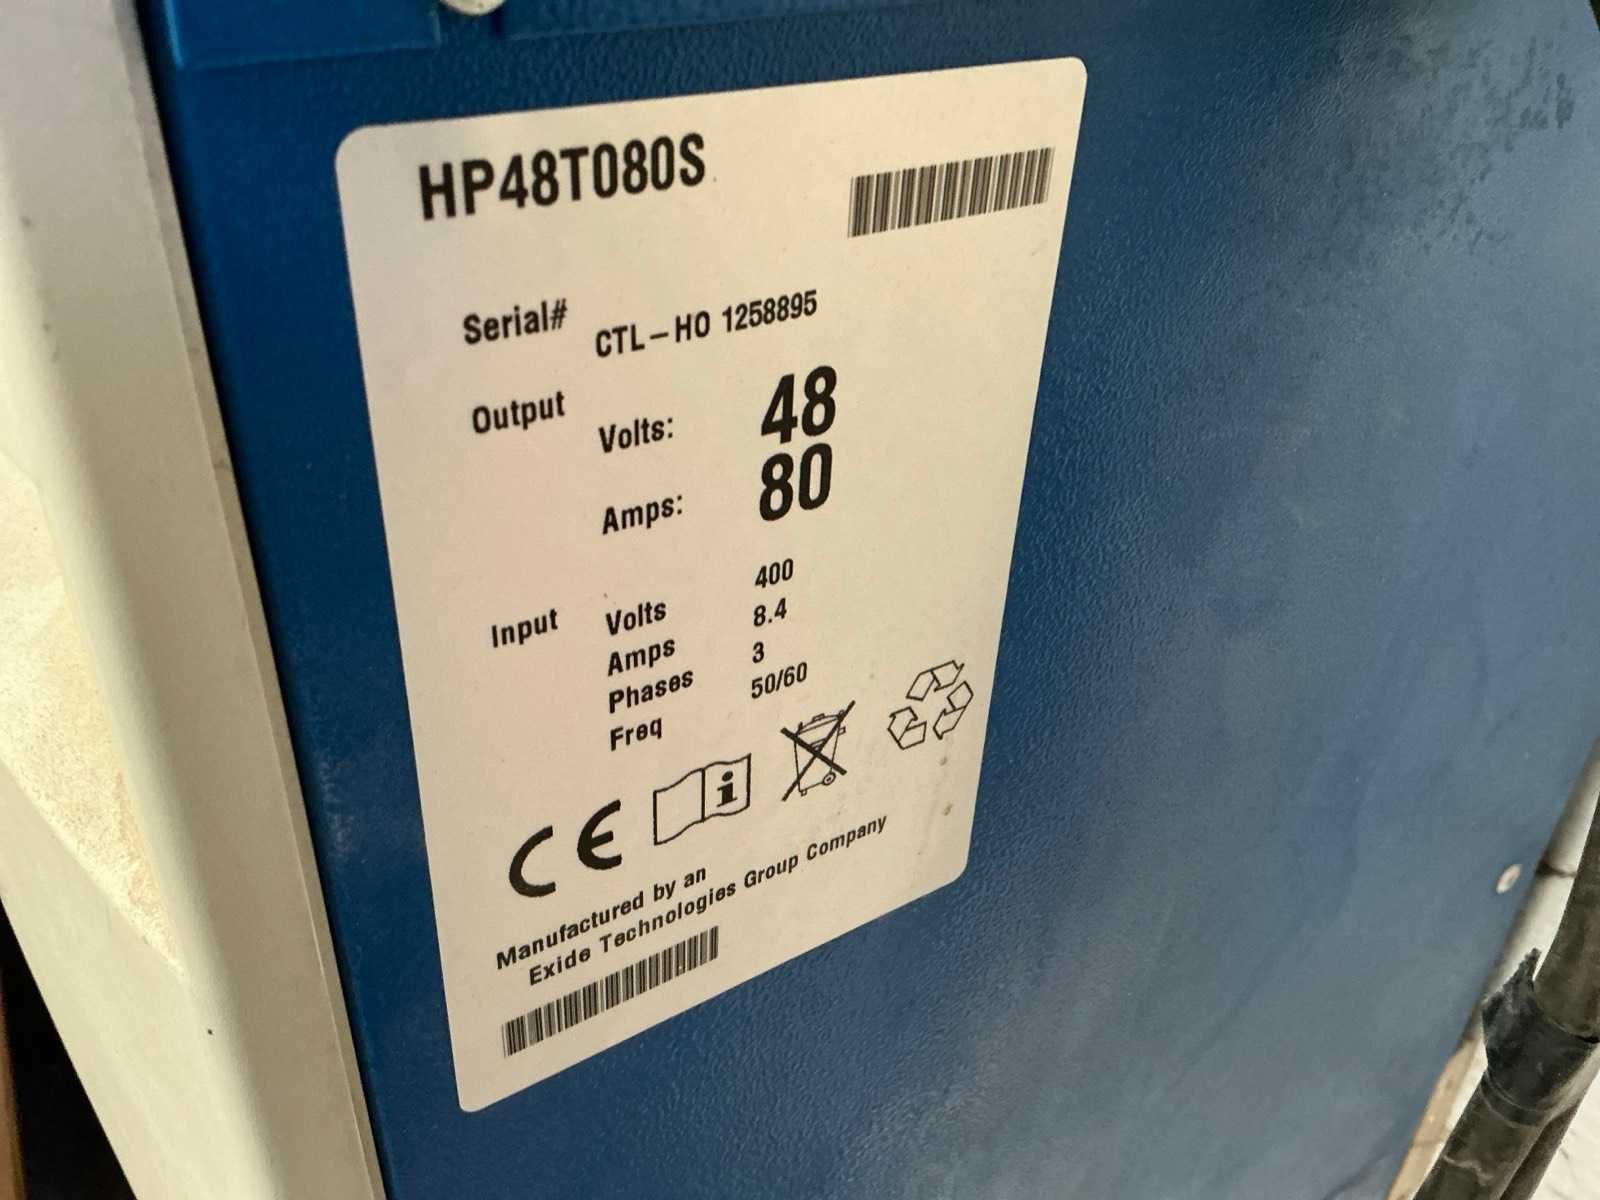 HP48T080S
Serial# CTL-HO 1258895
Output Volts: 48
Amps: 80
Input Volts 400
Amps 8.4
Phases 3
Freq 50/60
CE
i
Manufactured by an
Exide Technologies Group Company